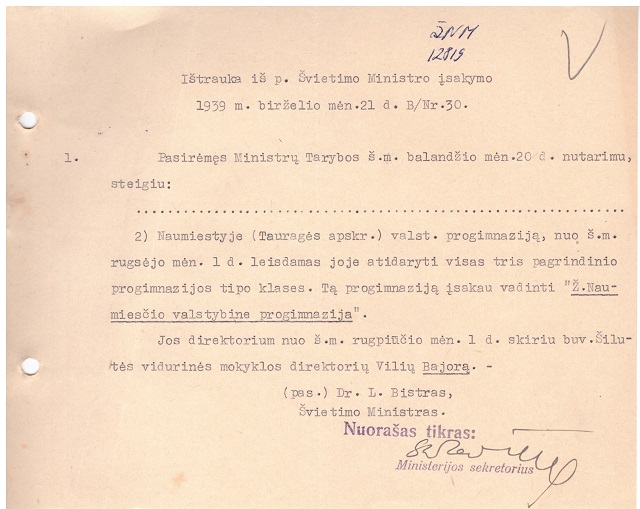 ŽNM
12819
Ištrauka iš p. Švietimo Ministro įsakymo
1939 m. birželio mėn.21 d. B/Nr.30.
1. Pasirėmęs Ministrų Tarybos š.m. balandžio mėn.20 d. nutarimu,
steigiu:
..........................................................
2) Naumiestyje (Tauragės apskr.) valst. progimnaziją, nuo š.m.
rugsėjo mėn. 1 d. leisdamas joje atidaryti visas tris pagrindinio
progimnazijos tipo klases. Tą progimnaziją įsakau vadinti "Ž.Nau-
miesčio valstybine progimnazija".
Jos direktorium nuo š.m. rugpiūčio mėn. 1 d. skiriu buv.Šilu-
tės vidurinės mokyklos direktorių Vilių Bajorą. -
(pas.) Dr. L. Bistras,
Švietimo Ministras.
Nuorašas tikras:
Ministerijos sekretorius